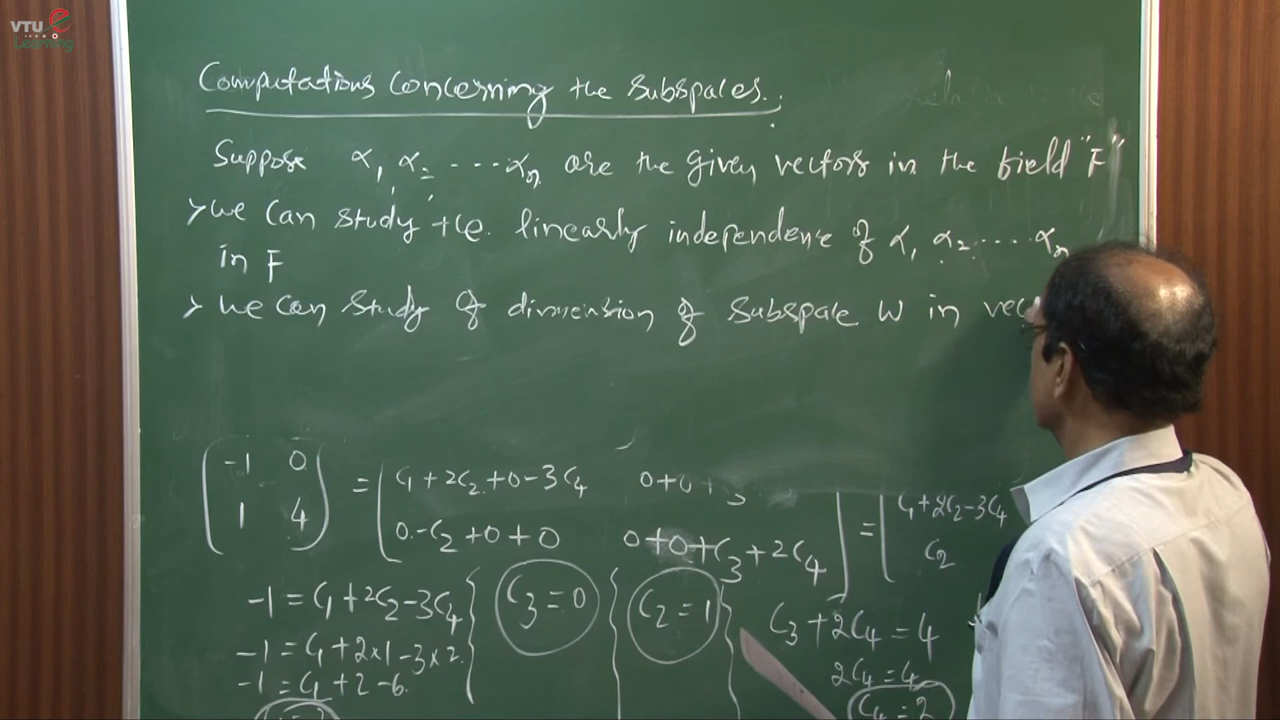 VTU e
Learning
Computations Concerning the Subspaces.
Suppose α₁ α₂ ---- αₙ are the given vectors in the field "F"
> we can study the linearly independence of α₁ α₂ .... αₙ
in F
> we can study of dimension of subspace W in vec
(-1 0
1 4)
= [C₁+2C₂+0-3C₄ 0+0+C₃
0-C₂+0+0 0+0+C₃+2C₄]
= [C₁+2C₂-3C₄
C₂
-1 = C₁+2C₂-3C₄
-1 = C₁+2×1-3×2
-1 = C₁+2-6
C₃ = 0
C₂ = 1
C₃+2C₄ = 4
2C₄ = 4
C₄ = 2